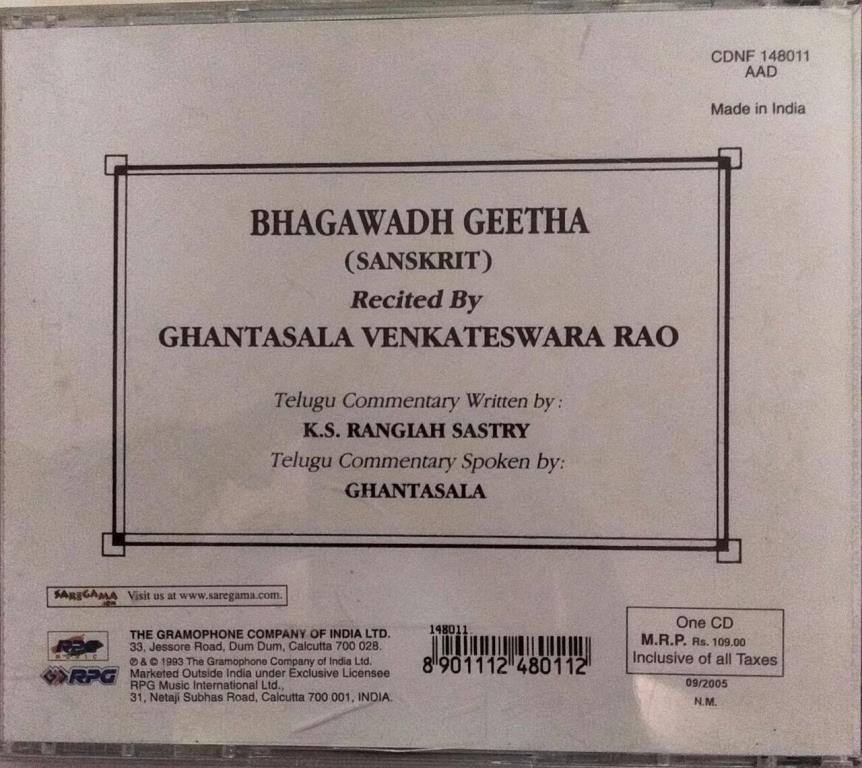 CDNF 148011
AAD
Made in India
BHAGAWADH GEETHA
(SANSKRIT)
Recited By
GHANTASALA VENKATESWARA RAO
Telugu Commentary Written by :
K.S. RANGIAH SASTRY
Telugu Commentary Spoken by:
GHANTASALA
SAREGAMA .com Visit us at www.saregama.com.
RPG MUSIC
RPG
THE GRAMOPHONE COMPANY OF INDIA LTD.
33, Jessore Road, Dum Dum, Calcutta 700 028.
℗ & © 1993 The Gramophone Company of India Ltd.
Marketed Outside India under Exclusive Licensee
RPG Music International Ltd.,
31, Netaji Subhas Road, Calcutta 700 001, INDIA.
148011
8 901112 480112
One CD
M.R.P. Rs. 109.00
Inclusive of all Taxes
09/2005
N.M.